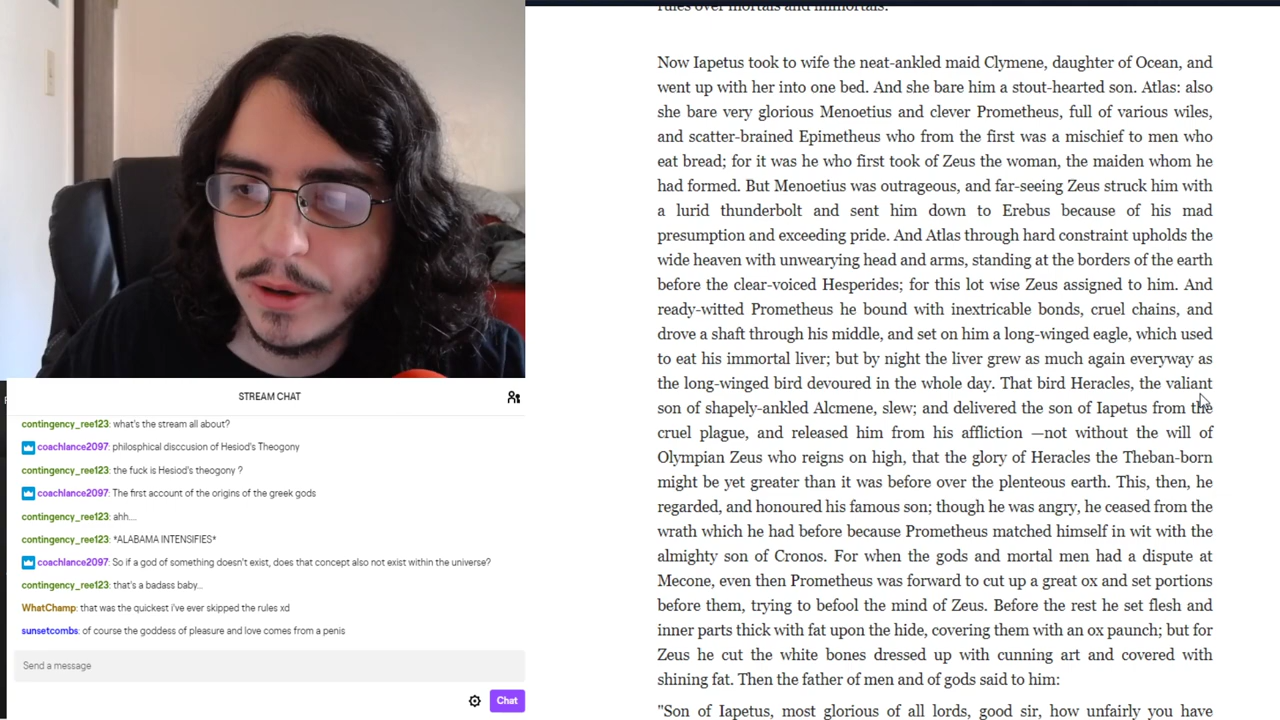 rules over mortals and immortals.
Now Iapetus took to wife the neat-ankled maid Clymene, daughter of Ocean, and
went up with her into one bed. And she bare him a stout-hearted son. Atlas: also
she bare very glorious Menoetius and clever Prometheus, full of various wiles,
and scatter-brained Epimetheus who from the first was a mischief to men who
eat bread; for it was he who first took of Zeus the woman, the maiden whom he
had formed. But Menoetius was outrageous, and far-seeing Zeus struck him with
a lurid thunderbolt and sent him down to Erebus because of his mad
presumption and exceeding pride. And Atlas through hard constraint upholds the
wide heaven with unwearying head and arms, standing at the borders of the earth
before the clear-voiced Hesperides; for this lot wise Zeus assigned to him. And
ready-witted Prometheus he bound with inextricable bonds, cruel chains, and
drove a shaft through his middle, and set on him a long-winged eagle, which used
to eat his immortal liver; but by night the liver grew as much again everyway as
the long-winged bird devoured in the whole day. That bird Heracles, the valiant
son of shapely-ankled Alcmene, slew; and delivered the son of Iapetus from the
cruel plague, and released him from his affliction —not without the will of
Olympian Zeus who reigns on high, that the glory of Heracles the Theban-born
might be yet greater than it was before over the plenteous earth. This, then, he
regarded, and honoured his famous son; though he was angry, he ceased from the
wrath which he had before because Prometheus matched himself in wit with the
almighty son of Cronos. For when the gods and mortal men had a dispute at
Mecone, even then Prometheus was forward to cut up a great ox and set portions
before them, trying to befool the mind of Zeus. Before the rest he set flesh and
inner parts thick with fat upon the hide, covering them with an ox paunch; but for
Zeus he cut the white bones dressed up with cunning art and covered with
shining fat. Then the father of men and of gods said to him:
"Son of Iapetus, most glorious of all lords, good sir, how unfairly you have
STREAM CHAT
contingency_ree123: what's the stream all about?
coachlance2097: philosphical disccusion of Hesiod's Theogony
contingency_ree123: the fuck is Hesiod's theogony ?
coachlance2097: The first account of the origins of the greek gods
contingency_ree123: ahh....
contingency_ree123: *ALABAMA INTENSIFIES*
coachlance2097: So if a god of something doesn't exist, does that concept also not exist within the universe?
contingency_ree123: that's a badass baby...
WhatChamp: that was the quickest i've ever skipped the rules xd
sunsetcombs: of course the goddess of pleasure and love comes from a penis
Send a message
Chat